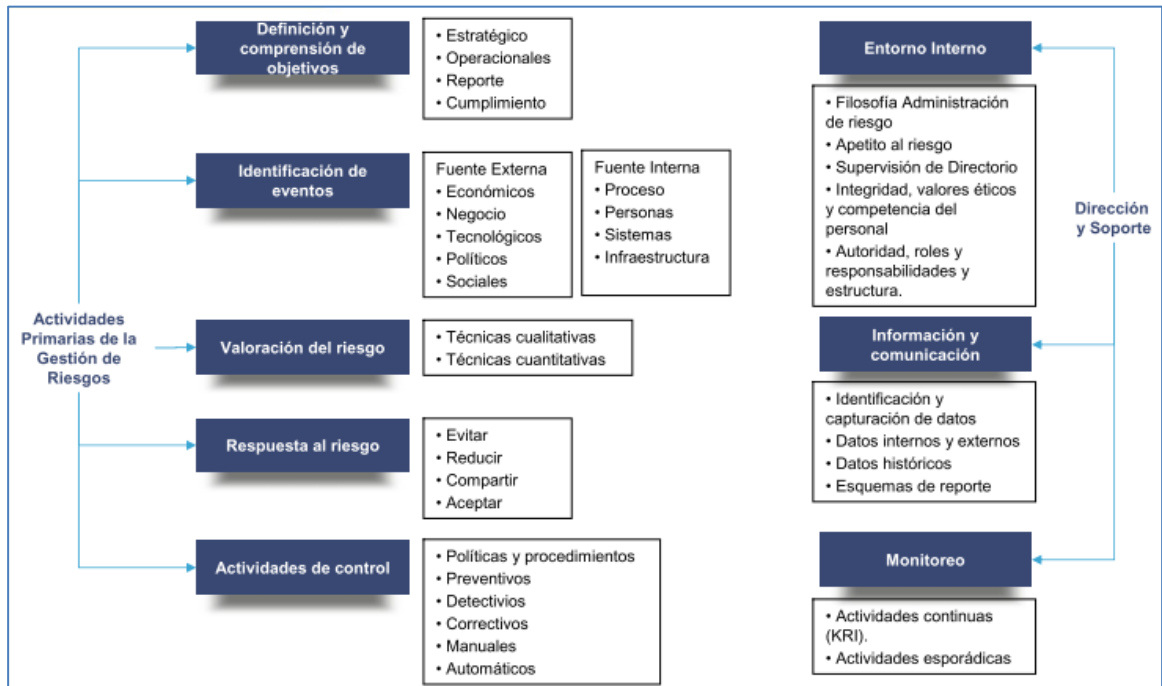 Actividades
Primarias de la
Gestión de
Riesgos
Definición y
comprensión de
objetivos
• Estratégico
• Operacionales
• Reporte
• Cumplimiento
Identificación de
eventos
Fuente Externa
• Económicos
• Negocio
• Tecnológicos
• Políticos
• Sociales
Fuente Interna
• Proceso
• Personas
• Sistemas
• Infraestructura
Valoración del riesgo
• Técnicas cualitativas
• Técnicas cuantitativas
Respuesta al riesgo
• Evitar
• Reducir
• Compartir
• Aceptar
Actividades de control
• Políticas y procedimientos
• Preventivos
• Detectivios
• Correctivos
• Manuales
• Automáticos
Dirección
y Soporte
Entorno Interno
• Filosofía Administración
de riesgo
• Apetito al riesgo
• Supervisión de Directorio
• Integridad, valores éticos
y competencia del
personal
• Autoridad, roles y
responsabilidades y
estructura.
Información y
comunicación
• Identificación y
capturación de datos
• Datos internos y externos
• Datos históricos
• Esquemas de reporte
Monitoreo
• Actividades continuas
(KRI).
• Actividades esporádicas